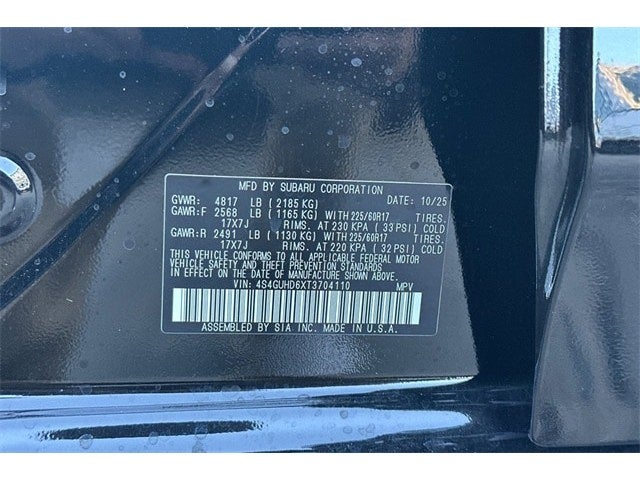 MFD BY SUBARU CORPORATION
GVWR: 4817 LB ( 2185 KG) DATE: 10/25
GAWR:F 2568 LB ( 1165 KG) WITH 225/60R17 TIRES.
17X7J RIMS. AT 230 KPA ( 33 PSI) COLD
GAWR:R 2491 LB ( 1130 KG) WITH 225/60R17 TIRES.
17X7J RIMS. AT 220 KPA ( 32 PSI) COLD
THIS VEHICLE CONFORMS TO ALL APPLICABLE FEDERAL MOTOR
VEHICLE SAFETY AND BUMPER STANDARDS IN EFFECT ON THE
DATE OF MANUFACTURE SHOWN ABOVE.
VIN: 4S4GUHD6XT3704110 MPV
ASSEMBLED BY SIA INC. MADE IN U.S.A.